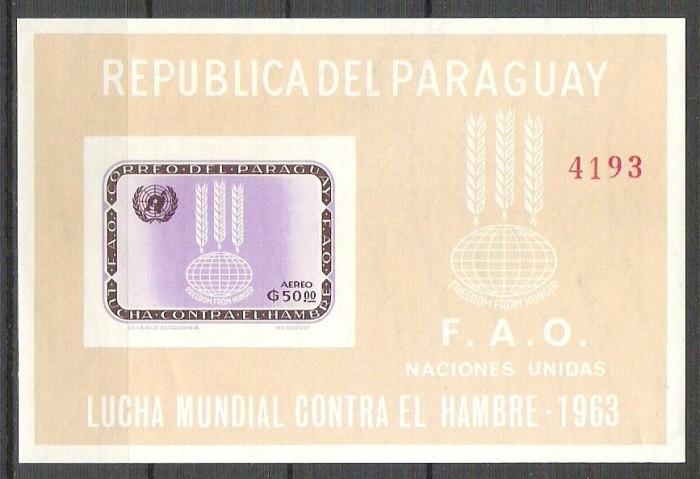 REPUBLICA DEL PARAGUAY
4193
CORREO·DEL·PARAGUAY
F.A.O.
F.A.O.
AEREO
₲ 50.00
FREEDOM FROM HUNGER
LUCHA·CONTRA·EL·HAMBRE
FREEDOM FROM HUNGER
F.A.O.
NACIONES UNIDAS
LUCHA MUNDIAL CONTRA EL HAMBRE - 1963